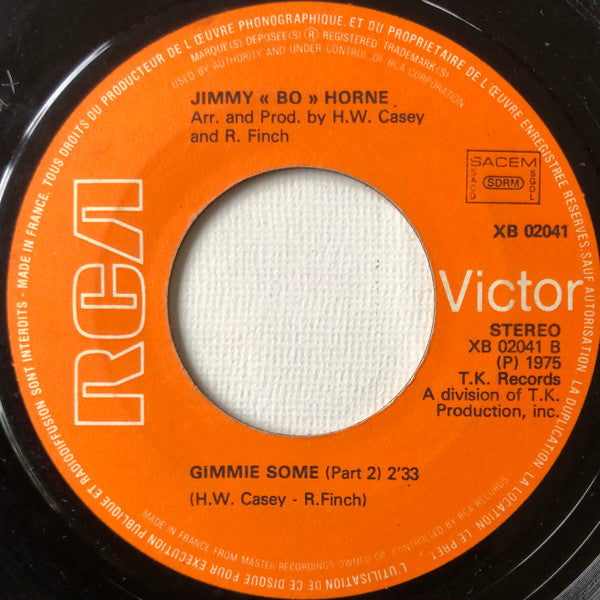 TOUS DROITS DU PRODUCTEUR DE L'ŒUVRE PHONOGRAPHIQUE ET DU PROPRIETAIRE DE L'ŒUVRE ENREGISTREE RESERVES. SAUF AUTORISATION, LA DUPLICATION, LA LOCATION, LE PRET, L'UTILISATION DE CE DISQUE POUR EXECUTION PUBLIQUE ET RADIODIFFUSION SONT INTERDITS - MADE IN FRANCE.
MARQUE(S) DEPOSEE(S) ® REGISTERED TRADEMARK(S)
USED BY AUTHORITY AND UNDER CONTROL OF RCA CORPORATION
JIMMY « BO » HORNE
Arr. and Prod. by H.W. Casey
and R. Finch
SACEM
SACD
SDRM
SGDL
XB 02041
RCA
Victor
STEREO
XB 02041 B
(P) 1975
T.K. Records
A division of T.K.
Production, inc.
GIMMIE SOME (Part 2) 2'33
(H.W. Casey - R.Finch)
MADE IN FRANCE FROM MASTER RECORDINGS OWNED OR CONTROLLED BY RCA RECORDS